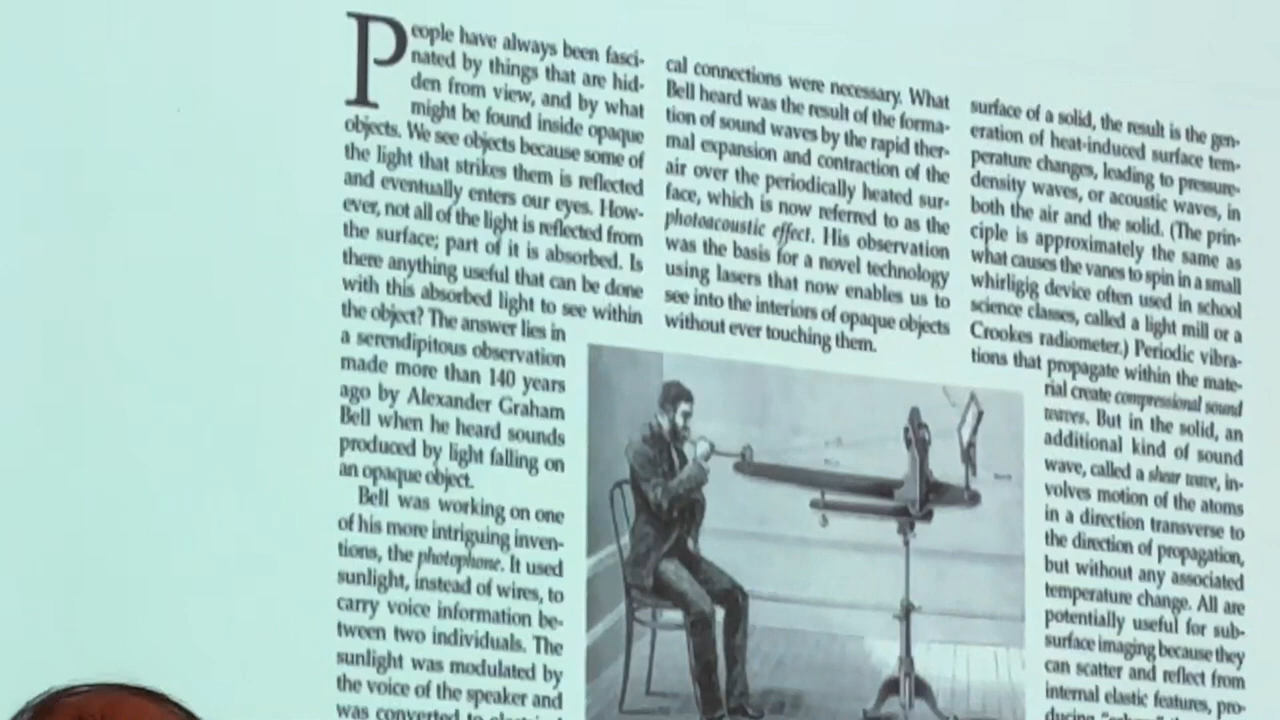 People have always been fasci-
nated by things that are hid-
den from view, and by what
might be found inside opaque
objects. We see objects because some of
the light that strikes them is reflected
and eventually enters our eyes. How-
ever, not all of the light is reflected from
the surface; part of it is absorbed. Is
there anything useful that can be done
with this absorbed light to see within
the object? The answer lies in
a serendipitous observation
made more than 140 years
ago by Alexander Graham
Bell when he heard sounds
produced by light falling on
an opaque object.
Bell was working on one
of his more intriguing inven-
tions, the photophone. It used
sunlight, instead of wires, to
carry voice information be-
tween two individuals. The
sunlight was modulated by
the voice of the speaker and
was converted to
cal connections were necessary. What
Bell heard was the result of the forma-
tion of sound waves by the rapid ther-
mal expansion and contraction of the
air over the periodically heated sur-
face, which is now referred to as the
photoacoustic effect. His observation
was the basis for a novel technology
using lasers that now enables us to
see into the interiors of opaque objects
without ever touching them.
surface of a solid, the result is the gen-
eration of heat-induced surface tem-
perature changes, leading to pressure-
density waves, or acoustic waves, in
both the air and the solid. (The prin-
ciple is approximately the same as
what causes the vanes to spin in a small
whirligig device often used in school
science classes, called a light mill or a
Crookes radiometer.) Periodic vibra-
tions that propagate within the mate-
rial create compressional sound
waves. But in the solid, an
additional kind of sound
wave, called a shear wave, in-
volves motion of the atoms
in a direction transverse to
the direction of propagation,
but without any associated
temperature change. All are
potentially useful for sub-
surface imaging because they
can scatter and reflect from
internal elastic features, pro-